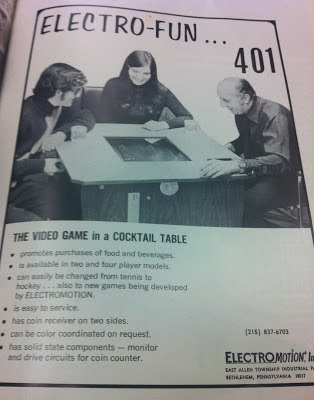 ELECTRO-FUN ...
401
THE VIDEO GAME in a COCKTAIL TABLE
• promotes purchases of food and beverages.
• is available in two and four player models.
• can easily be changed from tennis to
hockey . . . also to new games being developed
by ELECTROMOTION.
• is easy to service.
• has coin receiver on two sides.
• can be color coordinated on request.
• has solid state components — monitor
and drive circuits for coin counter.
(215) 837-6703
ELECTROMOTION, In
EAST ALLEN TOWNSHIP INDUSTRIAL P
BETHLEHEM, PENNSYLVANIA 18017